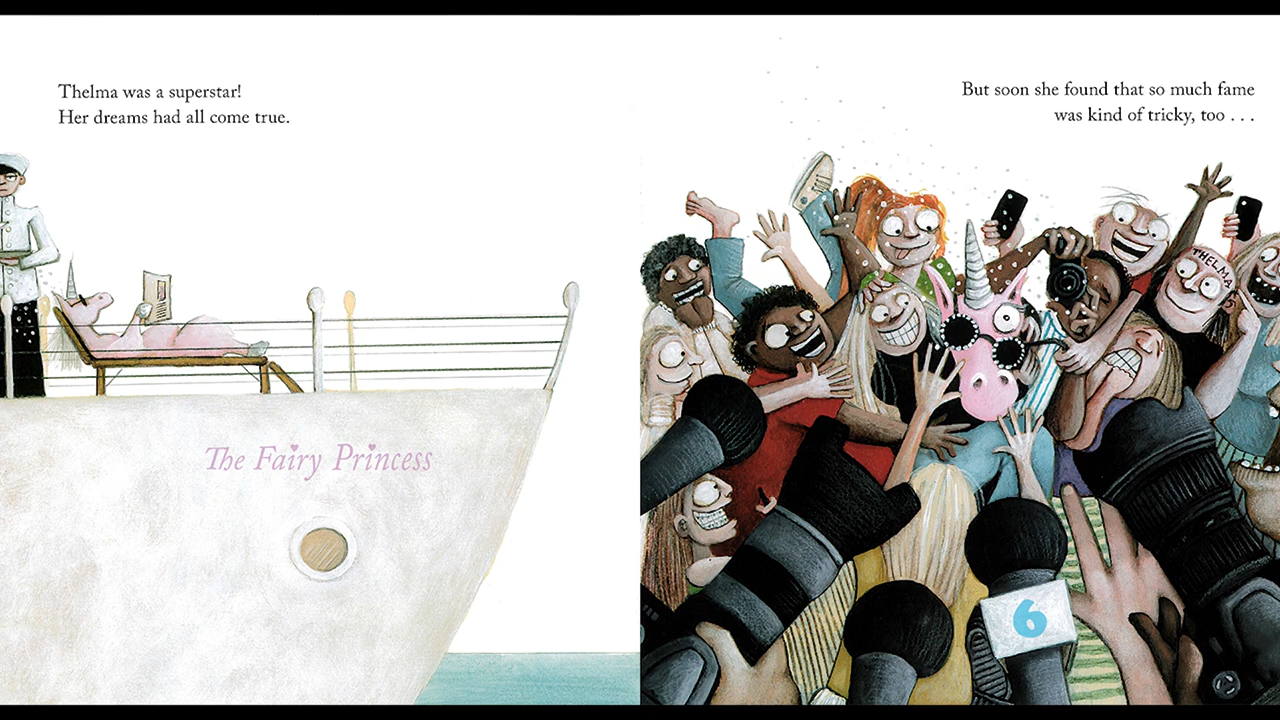 Thelma was a superstar!
Her dreams had all come true.
The Fairy Princess
But soon she found that so much fame
was kind of tricky, too . . .
THELMA
6